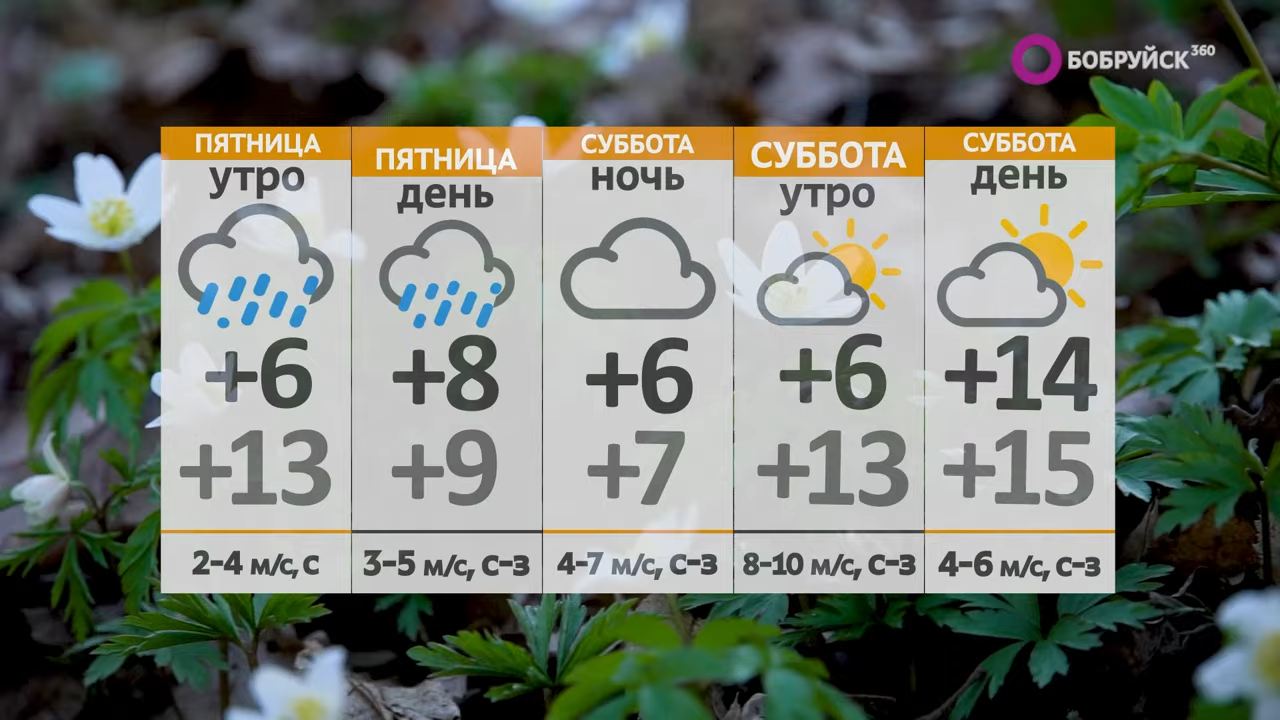 БОБРУЙСК360
ПЯТНИЦА
утро
+6
+13
2-4 м/с, С
ПЯТНИЦА
день
+8
+9
3-5 м/с, С-З
СУББОТА
ночь
+6
+7
4-7 м/с, С-З
СУББОТА
утро
+6
+13
8-10 м/с, С-З
СУББОТА
день
+14
+15
4-6 м/с, С-З